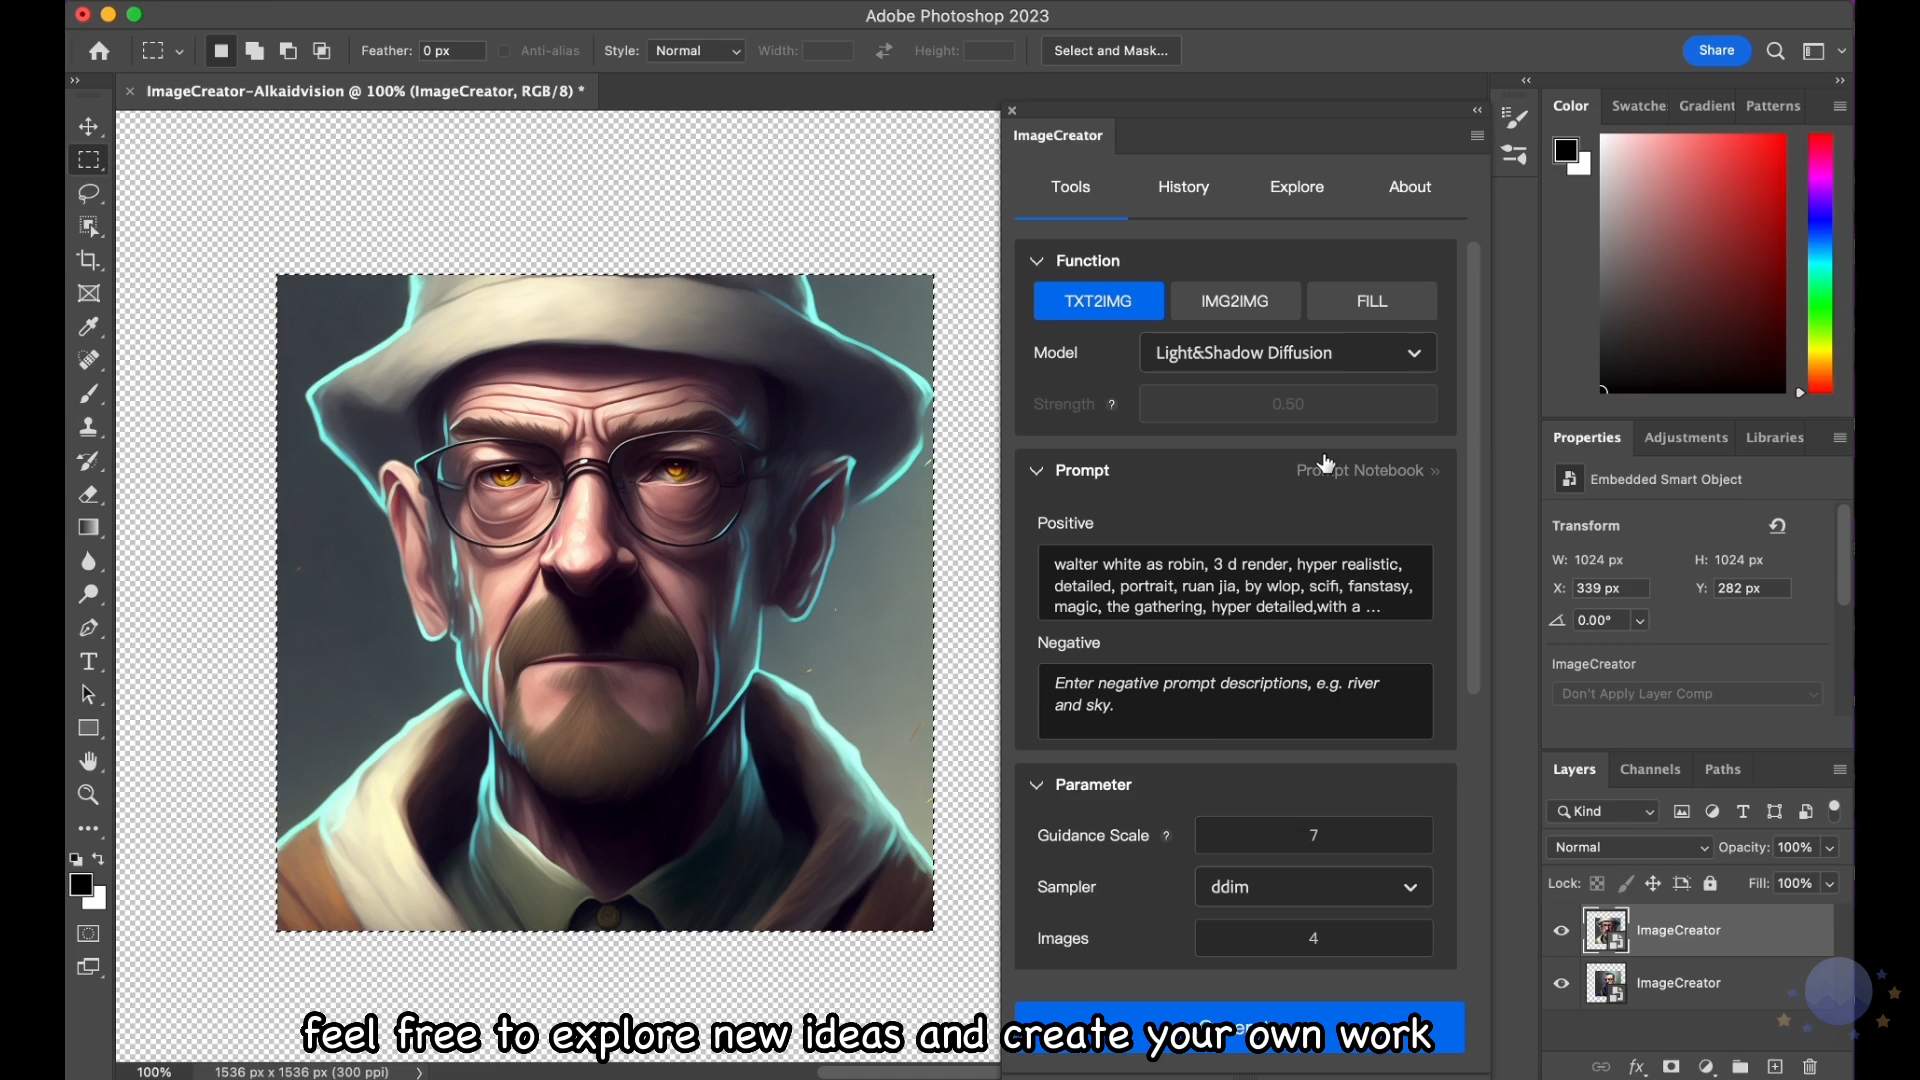 Adobe Photoshop 2023
Feather: 0 px Anti-alias Style: Normal Width: Height: Select and Mask... Share
ImageCreator-Alkaidvision @ 100% (ImageCreator, RGB/8) *
ImageCreator
Tools History Explore About
Function
TXT2IMG IMG2IMG FILL
Model Light&Shadow Diffusion
Strength ? 0.50
Prompt Prompt Notebook »
Positive
walter white as robin, 3 d render, hyper realistic,
detailed, portrait, ruan jia, by wlop, scifi, fanstasy,
magic, the gathering, hyper detailed,with a ...
Negative
Enter negative prompt descriptions, e.g. river
and sky.
Parameter
Guidance Scale ? 7
Sampler ddim
Images 4
Color Swatche Gradient Patterns
Properties Adjustments Libraries
Embedded Smart Object
Transform
W: 1024 px H: 1024 px
X: 339 px Y: 282 px
0.00°
ImageCreator
Don't Apply Layer Comp
Layers Channels Paths
Kind
Normal Opacity: 100%
Lock: Fill: 100%
ImageCreator
ImageCreator
feel free to explore new ideas and create your own work
100% 1536 px x 1536 px (300 ppi)